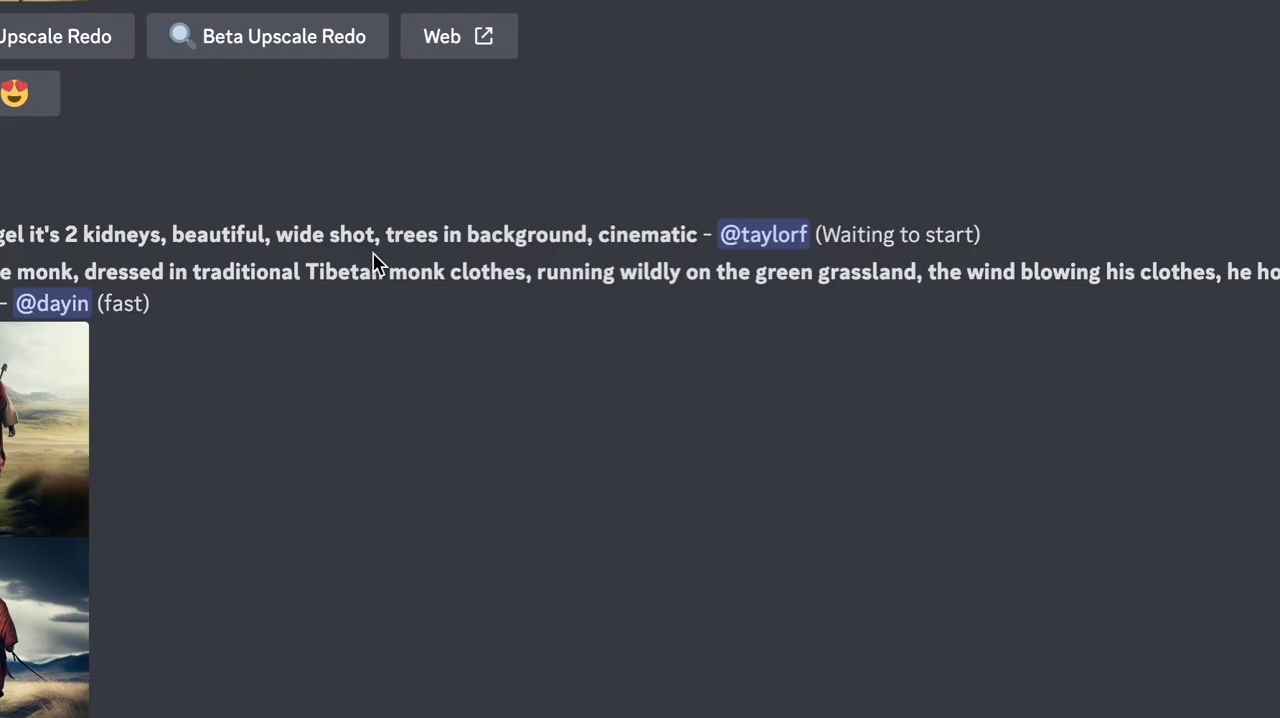 Upscale Redo Beta Upscale Redo Web
it's 2 kidneys, beautiful, wide shot, trees in background, cinematic - @taylorf (Waiting to start)
monk, dressed in traditional Tibetan monk clothes, running wildly on the green grassland, the wind blowing his clothes, he
- @dayin (fast)